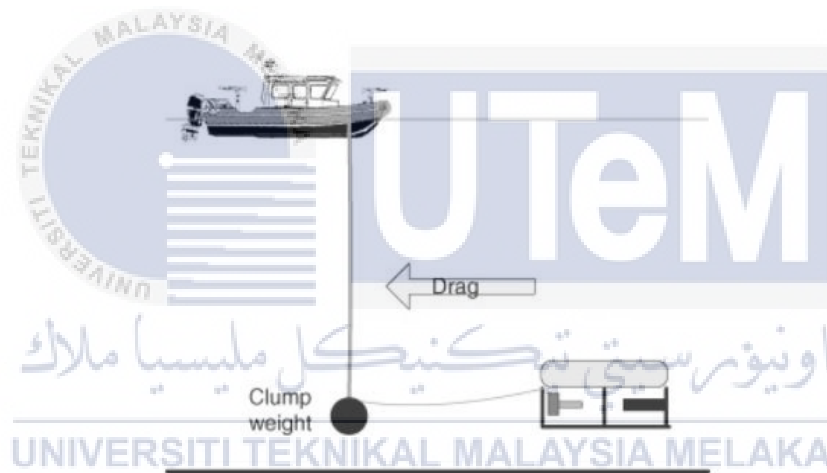 UNIVERSITI TEKNIKAL MALAYSIA
UTeM
Drag
اونيۏرسيتي تيكنيكل مليسيا ملاك
Clump
weight
UNIVERSITI TEKNIKAL MALAYSIA MELAKA